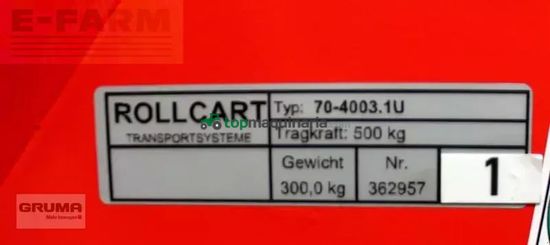 E-FARM
ROLLCART
TRANSPORTSYSTEME
Typ: 70-4003.1U
topmaquinaria
Tragkraft: 500 kg
Gewicht
300,0 kg
Nr.
362957
1
GRUMA